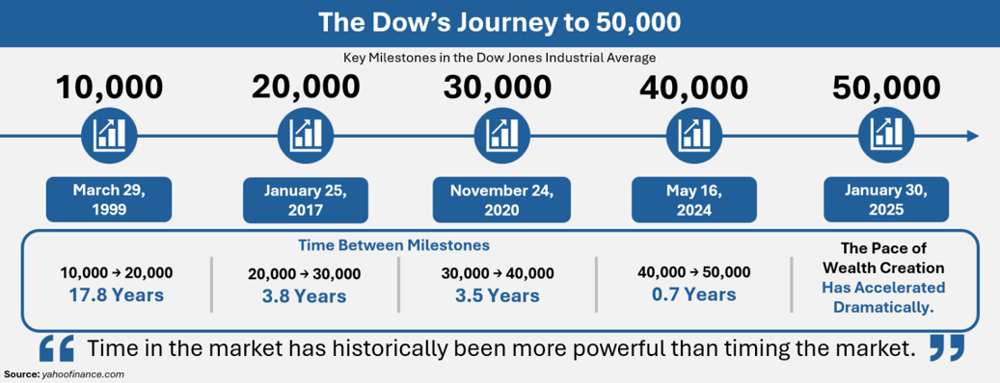 The Dow's Journey to 50,000
Key Milestones in the Dow Jones Industrial Average
10,000
20,000
30,000
40,000
50,000
March 29,
1999
January 25,
2017
November 24,
2020
May 16,
2024
January 30,
2025
Time Between Milestones
10,000 → 20,000
17.8 Years
20,000 → 30,000
3.8 Years
30,000 → 40,000
3.5 Years
40,000 → 50,000
0.7 Years
The Pace of
Wealth Creation
Has Accelerated
Dramatically.
“ Time in the market has historically been more powerful than timing the market. ”
Source: yahoofinance.com